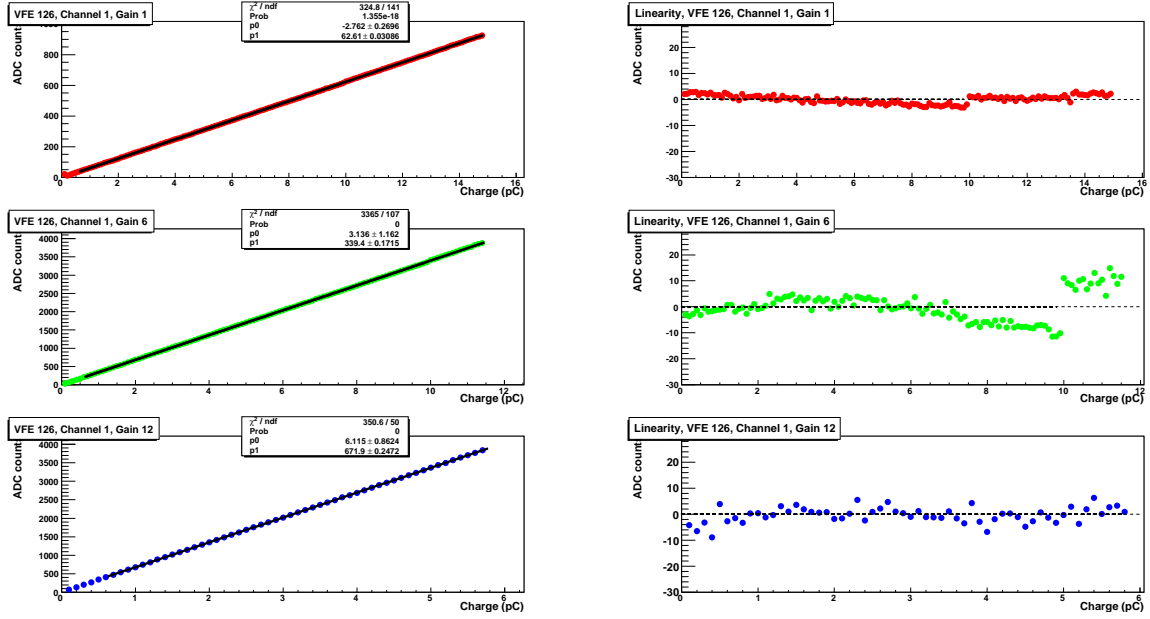 VFE 126, Channel 1, Gain 1
χ² / ndf 324.8 / 141
Prob 1.355e-18
p0 -2.762 ± 0.2696
p1 62.61 ± 0.03086
ADC count
800
600
400
200
0
0 2 4 6 8 10 12 14 16
Charge (pC)
Linearity, VFE 126, Channel 1, Gain 1
ADC count
20
10
0
-10
-20
-30
0 2 4 6 8 10 12 14 16
Charge (pC)
VFE 126, Channel 1, Gain 6
χ² / ndf 3365 / 107
Prob 0
p0 3.136 ± 1.162
p1 339.4 ± 0.1715
ADC count
4000
3500
3000
2500
2000
1500
1000
500
0
0 2 4 6 8 10 12
Charge (pC)
Linearity, VFE 126, Channel 1, Gain 6
ADC count
20
10
0
-10
-20
-30
0 2 4 6 8 10 12
Charge (pC)
VFE 126, Channel 1, Gain 12
χ² / ndf 350.6 / 50
Prob 0
p0 6.115 ± 0.8624
p1 671.9 ± 0.2472
ADC count
4000
3500
3000
2500
2000
1500
1000
500
0
0 1 2 3 4 5 6
Charge (pC)
Linearity, VFE 126, Channel 1, Gain 12
ADC count
20
10
0
-10
-20
-30
0 1 2 3 4 5 6
Charge (pC)